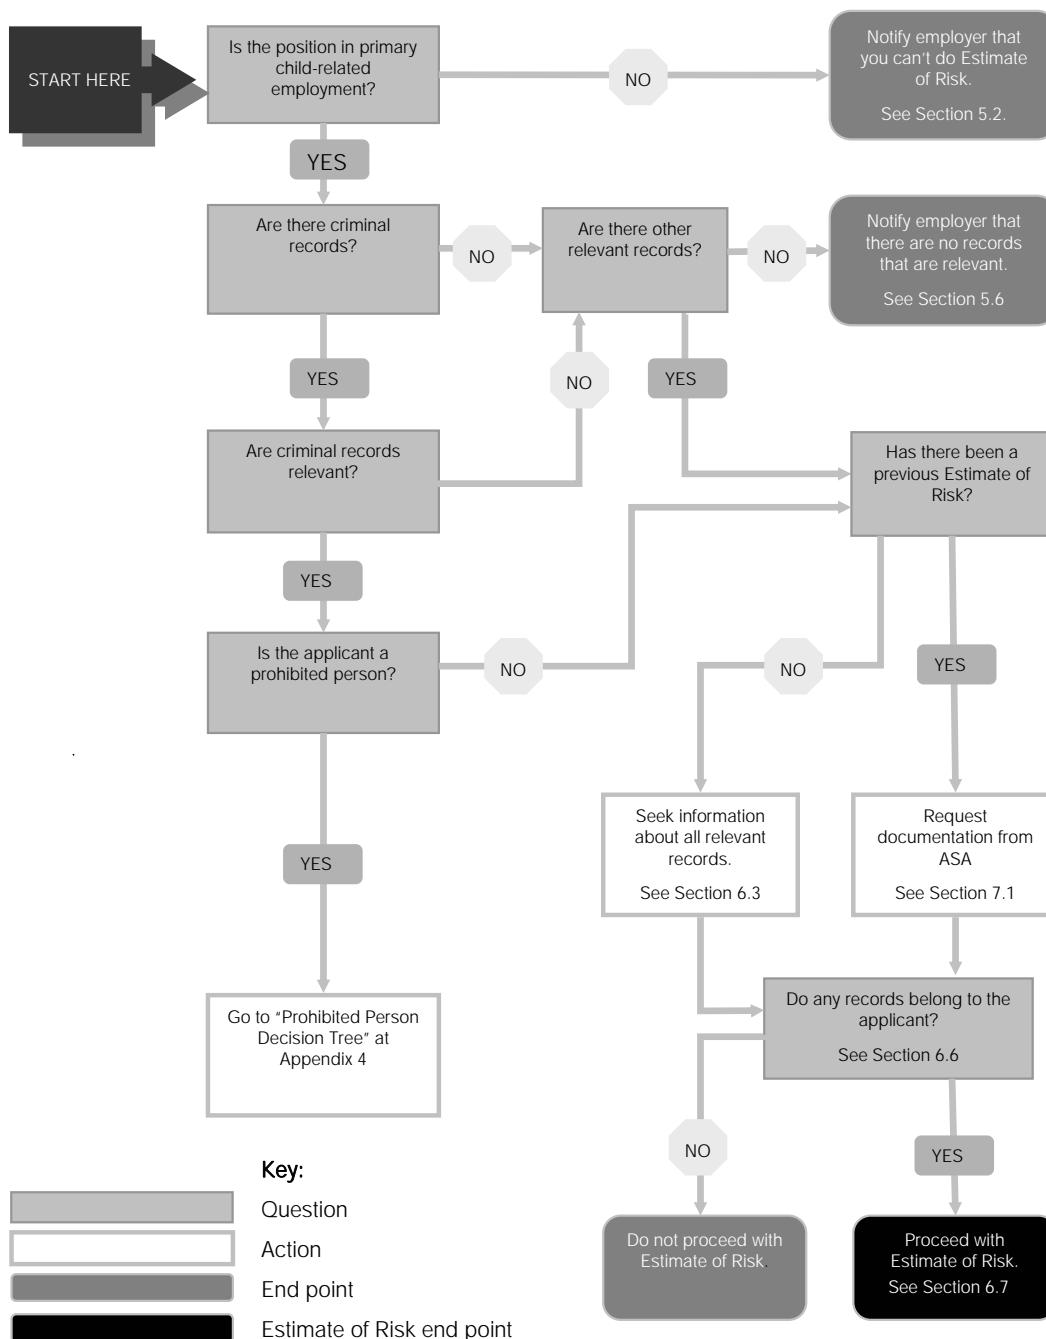 START HERE
Is the position in primary
child-related
employment?
NO
Notify employer that
you can't do Estimate
of Risk.
See Section 5.2.
YES
Are there criminal
records?
NO
Are there other
relevant records?
NO
Notify employer that
there are no records
that are relevant.
See Section 5.6
YES
NO
YES
Are criminal records
relevant?
Has there been a
previous Estimate of
Risk?
YES
Is the applicant a
prohibited person?
NO
NO
YES
Seek information
about all relevant
records.
See Section 6.3
Request
documentation from
ASA
See Section 7.1
YES
Go to "Prohibited Person
Decision Tree" at
Appendix 4
Do any records belong to the
applicant?
See Section 6.6
NO
YES
Do not proceed with
Estimate of Risk.
Proceed with
Estimate of Risk.
See Section 6.7
Key:
Question
Action
End point
Estimate of Risk end point